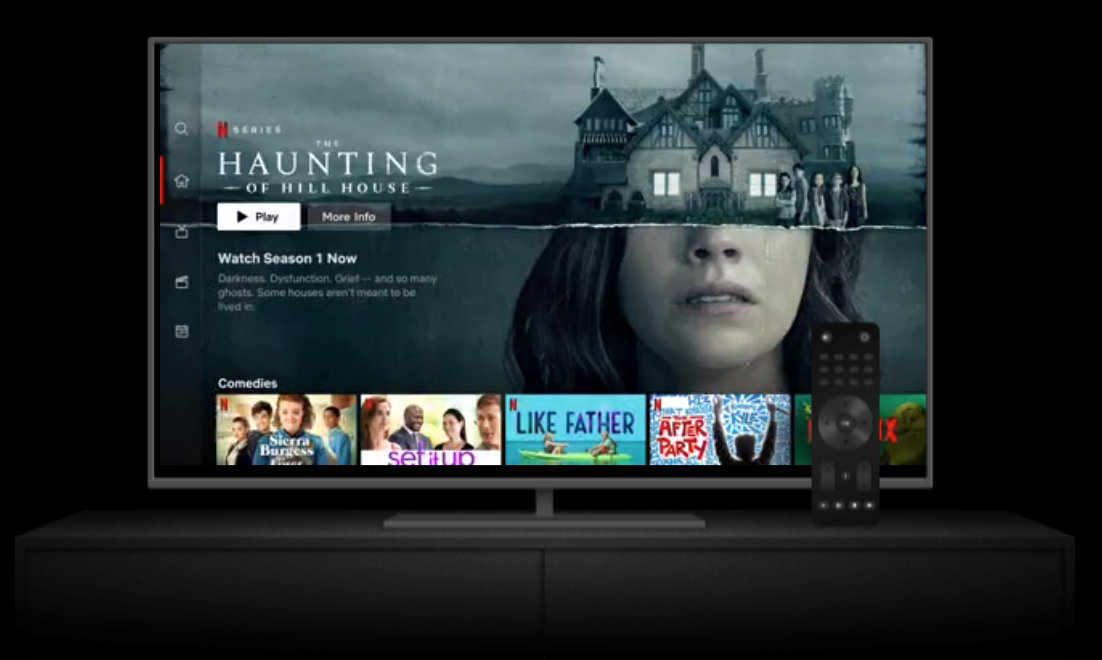 N SERIES
THE
HAUNTING
OF HILL HOUSE
Play
More Info
Watch Season 1 Now
Darkness. Dysfunction. Grief -- and so many
ghosts. Some houses aren't meant to be
lived in.
Comedies
N
Sierra
Burgess
set it up
N
LIKE FATHER
N
THE AFTER
PARTY